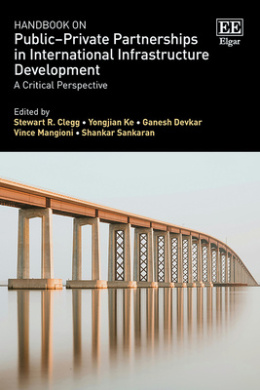 HANDBOOK ON
Public–Private Partnerships
in International Infrastructure
Development
A Critical Perspective
EE
Elgar
Edited by
Stewart R. Clegg • Yongjian Ke • Ganesh Devkar
Vince Mangioni • Shankar Sankaran